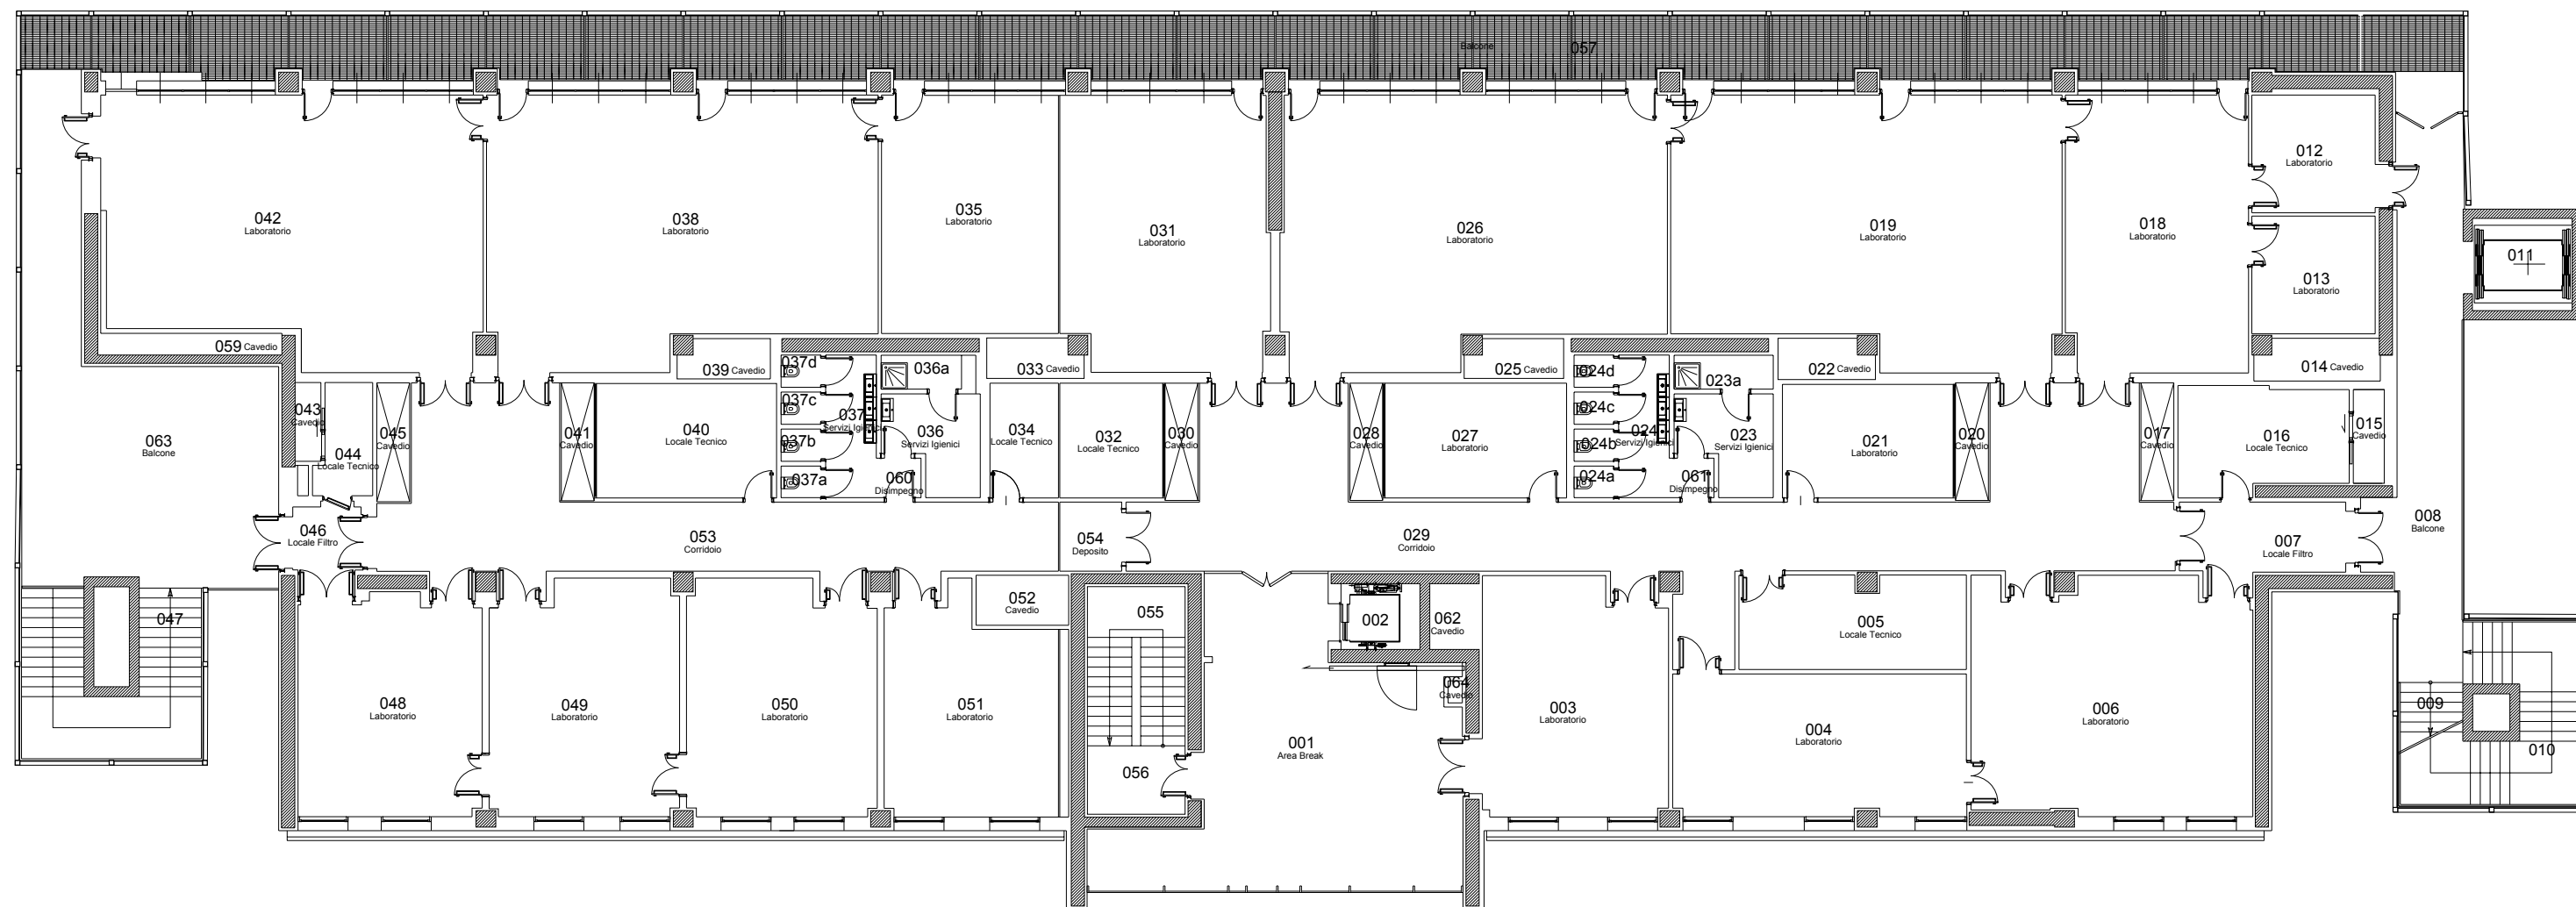 Balcone
057
012
Laboratorio
042
Laboratorio
038
Laboratorio
035
Laboratorio
031
Laboratorio
026
Laboratorio
019
Laboratorio
018
Laboratorio
011
013
Laboratorio
059 Cavedio
037d
036a
039 Cavedio
033 Cavedio
025 Cavedio
024d
023a
022 Cavedio
014 Cavedio
063
Balcone
043
Cavedio
044
Locale Tecnico
045
Cavedio
041
Cavedio
040
Locale Tecnico
037c
037
Servizi Igienici
037b
037a
036
Servizi Igienici
060
Disimpegno
034
Locale Tecnico
032
Locale Tecnico
030
Cavedio
028
Cavedio
027
Laboratorio
024c
024
Servizi Igienici
024b
024a
023
Servizi Igienici
061
Disimpegno
021
Laboratorio
020
Cavedio
017
Cavedio
016
Locale Tecnico
015
Cavedio
046
Locale Filtro
053
Corridoio
054
Deposito
029
Corridoio
007
Locale Filtro
008
Balcone
047
052
Cavedio
055
002
062
Cavedio
005
Locale Tecnico
048
Laboratorio
049
Laboratorio
050
Laboratorio
051
Laboratorio
064
Cavedio
003
Laboratorio
004
Laboratorio
006
Laboratorio
009
001
Area Break
010
056